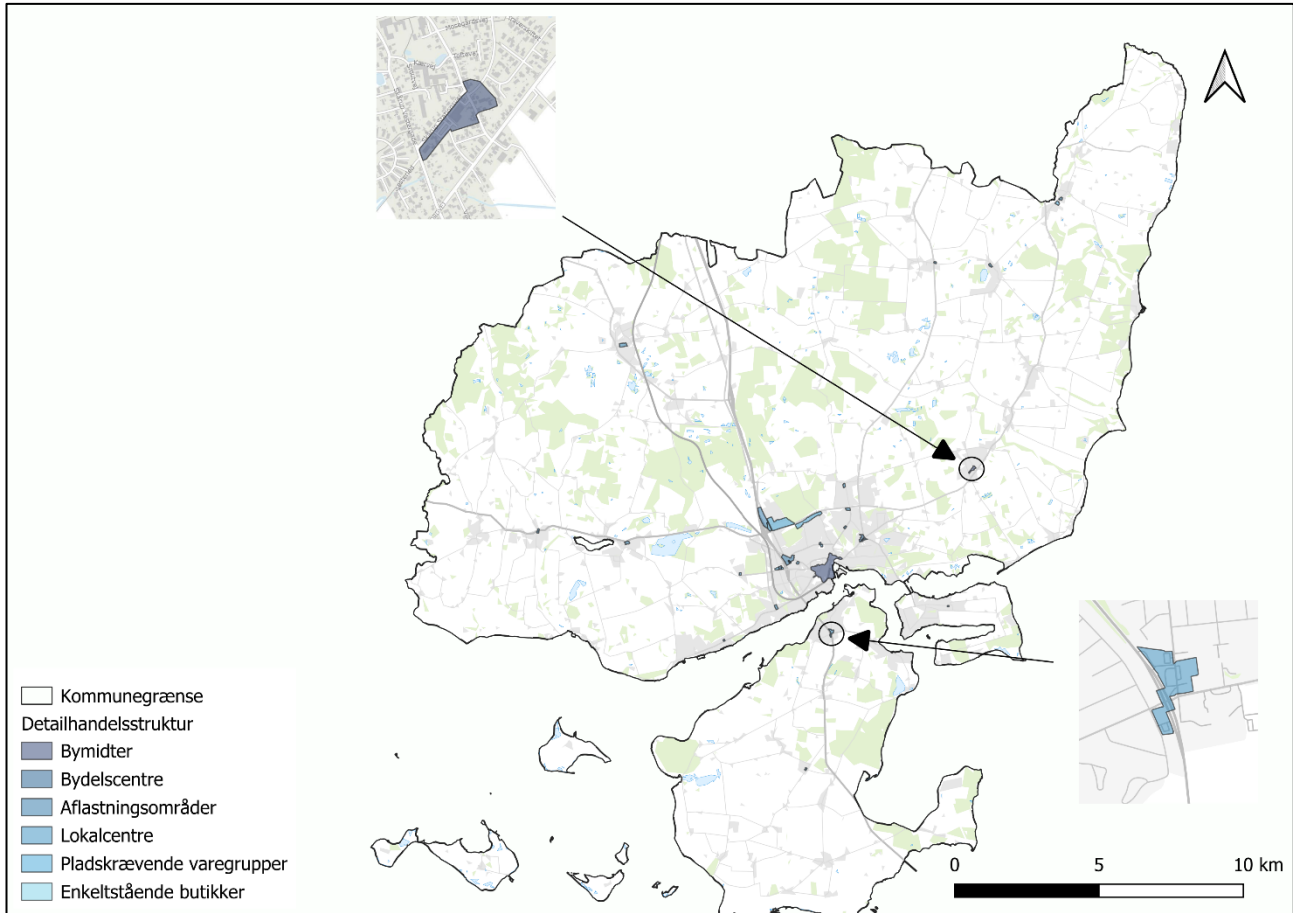 Kommunegrænse
Detailhandelsstruktur
Bymidter
Bydelscentre
Aflastningsområder
Lokalcentre
Pladskrævende varegrupper
Enkeltstående butikker
0 5 10 km